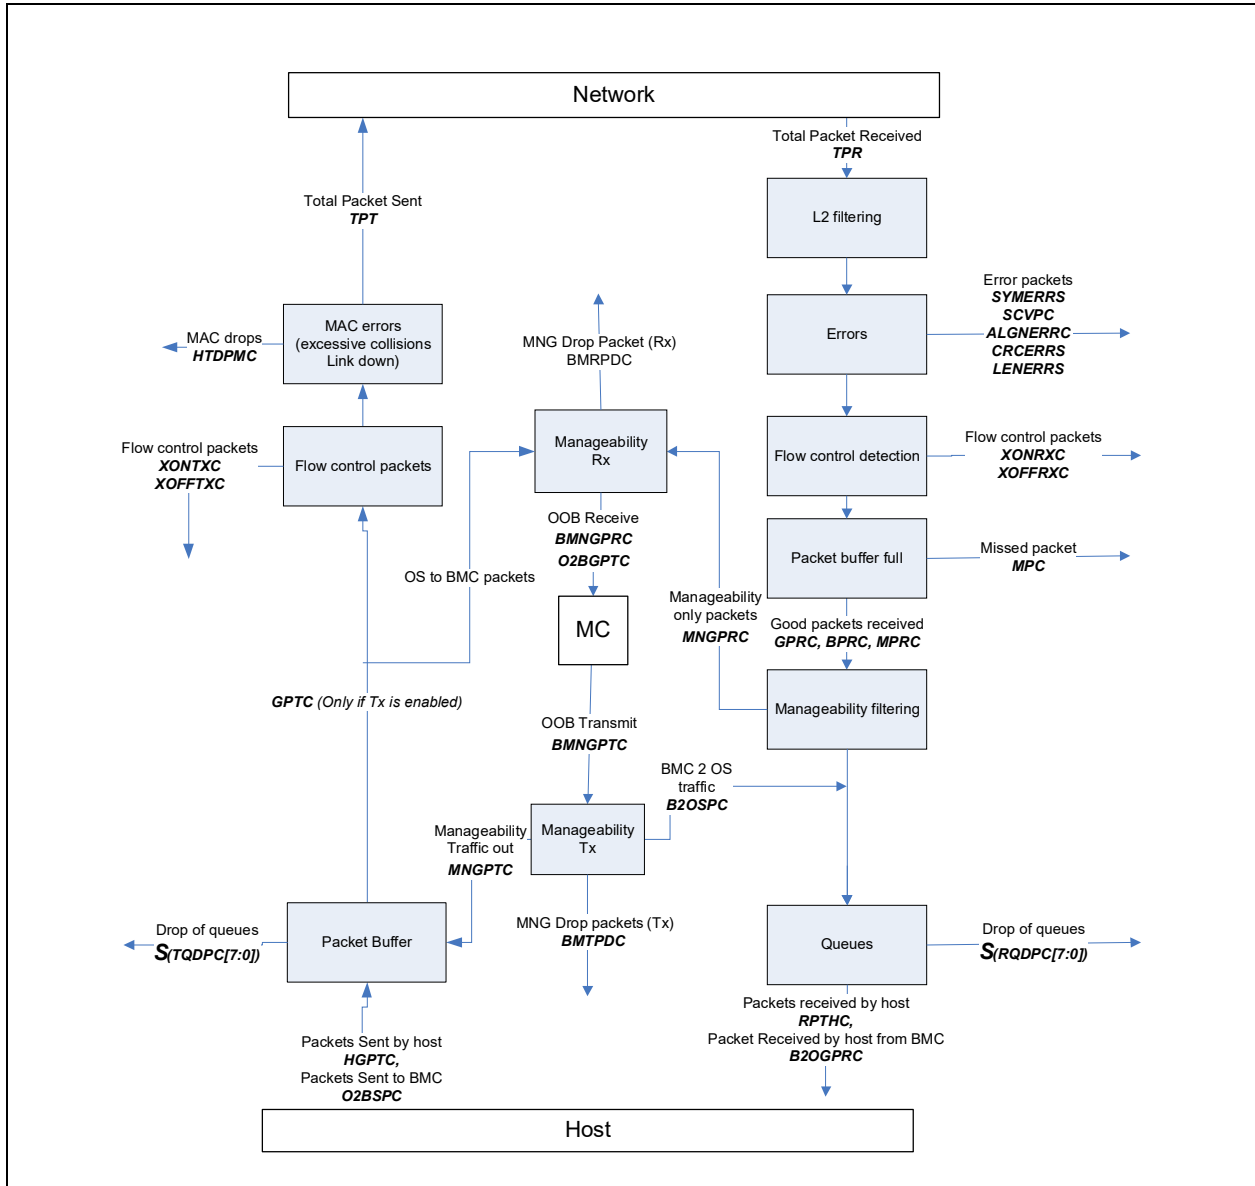 Network
Total Packet Received
TPR
L2 filtering
Total Packet Sent
TPT
Error packets
SYMERRS
SCVPC
ALGNERRC
CRCERRS
LENERRS
Errors
MAC errors
(excessive collisions
Link down)
MAC drops
HTDPMC
MNG Drop Packet (Rx)
BMRPDC
Manageability
Rx
Flow control packets
XONTXC
XOFFTXC
Flow control packets
Flow control detection
Flow control packets
XONRXC
XOFFRXC
OOB Receive
BMNGPRC
O2BGPTC
OS to BMC packets
Packet buffer full
Missed packet
MPC
Manageability
only packets
MNGPRC
MC
Good packets received
GPRC, BPRC, MPRC
GPTC (Only if Tx is enabled)
Manageability filtering
OOB Transmit
BMNGPTC
BMC 2 OS
traffic
B2OSPC
Manageability
Traffic out
MNGPTC
Manageability
Tx
MNG Drop packets (Tx)
BMTPDC
Drop of queues
S(TQDPC[7:0])
Packet Buffer
Queues
Drop of queues
S(RQDPC[7:0])
Packets Sent by host
HGPTC,
Packets Sent to BMC
O2BSPC
Packets received by host
RPTHC,
Packet Received by host from BMC
B2OGPRC
Host